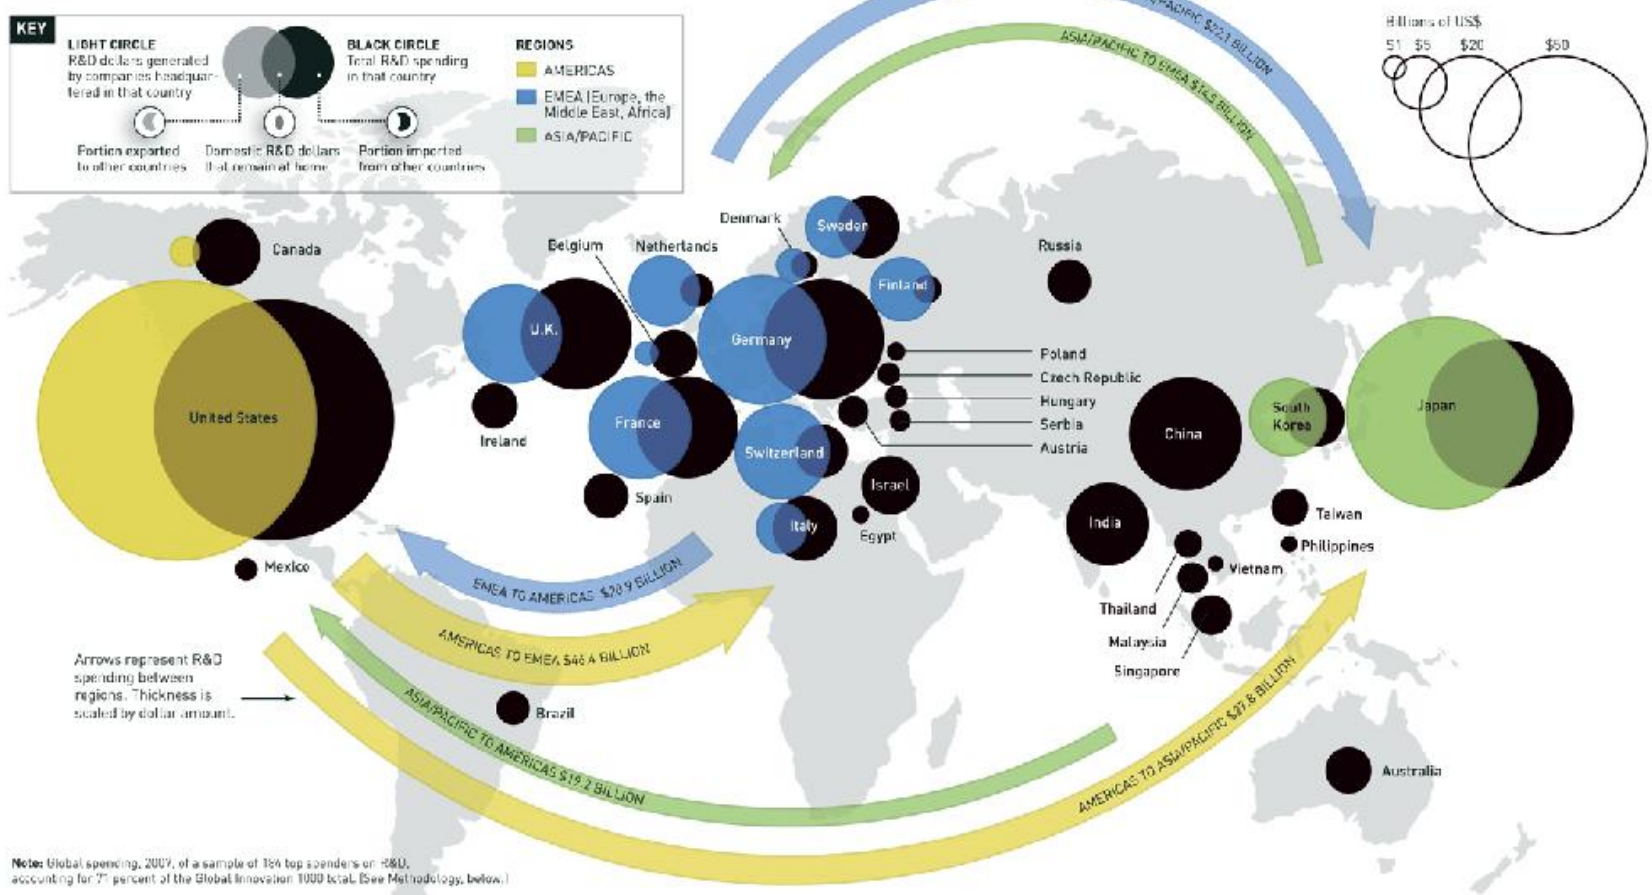 KEY
LIGHT CIRCLE
R&D dollars generated
by companies headquar-
tered in that country
BLACK CIRCLE
Total R&D spending
in that country
Portion exported
to other countries
Domestic R&D dollars
that remain at home
Portion imported
from other countries
REGIONS
AMERICAS
EMEA (Europe, the
Middle East, Africa)
ASIA/PACIFIC
/PACIFIC $22.1 BILLION
ASIA/PACIFIC TO EMEA $14.5 BILLION
Billions of US$
$1 $5 $20 $50
Canada
United States
Mexico
Belgium
Netherlands
Denmark
Sweden
Finland
Russia
U.K.
Ireland
Germany
France
Switzerland
Spain
Italy
Israel
Egypt
Poland
Czech Republic
Hungary
Serbia
Austria
China
India
South
Korea
Japan
Taiwan
Philippines
Vietnam
Thailand
Malaysia
Singapore
Brazil
Australia
EMEA TO AMERICAS $20.9 BILLION
AMERICAS TO EMEA $46.4 BILLION
ASIA/PACIFIC TO AMERICAS $19.2 BILLION
AMERICAS TO ASIA/PACIFIC $27.8 BILLION
Arrows represent R&D
spending between
regions. Thickness is
scaled by dollar amount.
Note: Global spending, 2007, of a sample of 184 top spenders on R&D,
accounting for 71 percent of the Global Innovation 1000 total. (See Methodology, below.)